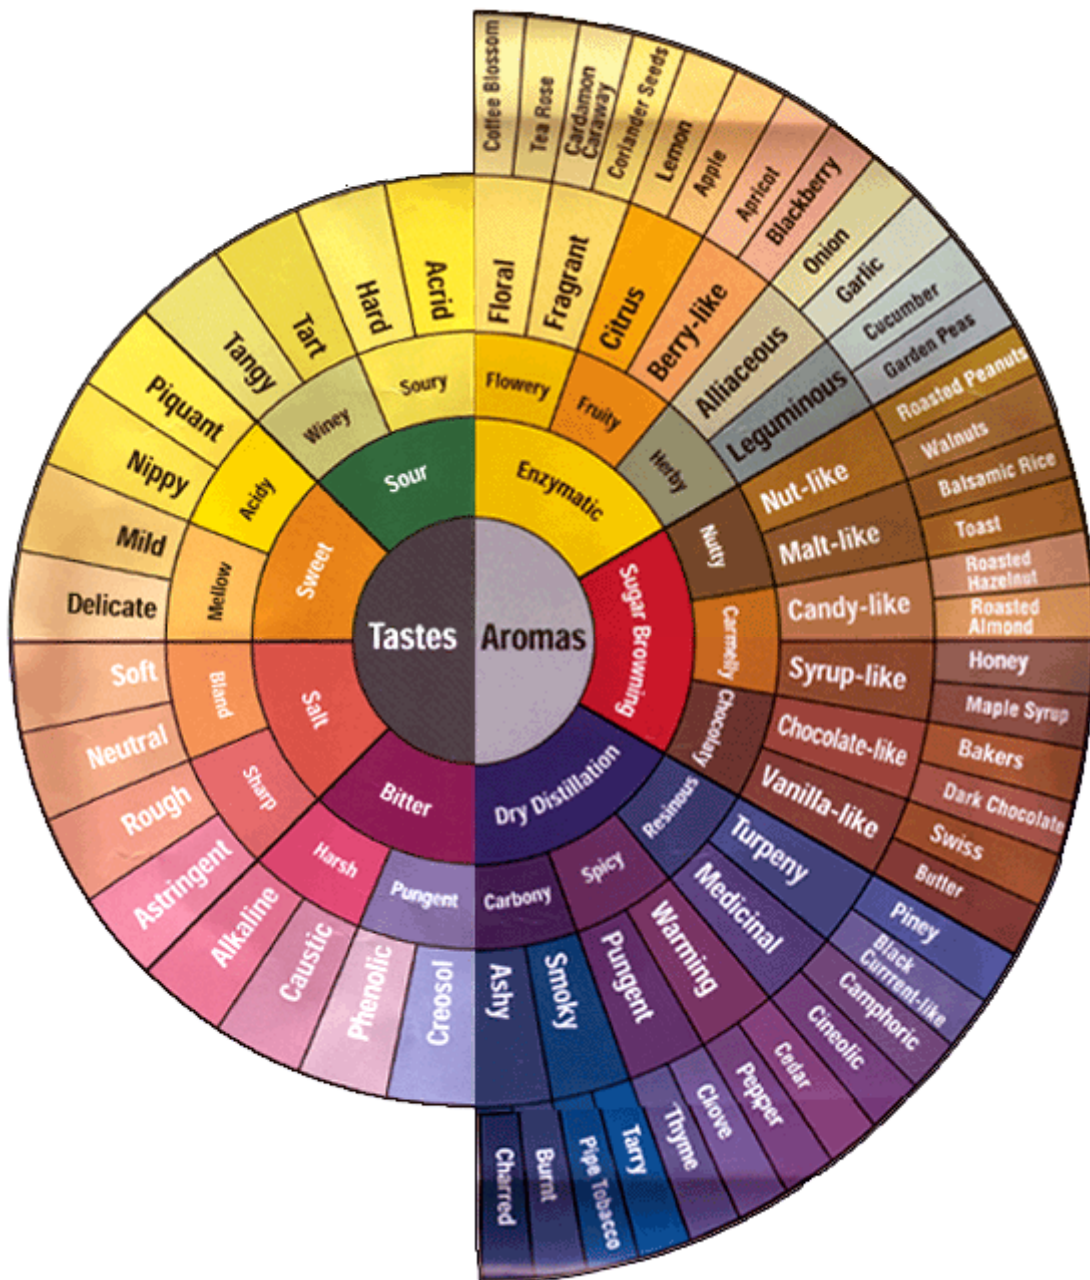 Coffee Blossom
Tea Rose
Cardamon
Caraway
Coriander Seeds
Lemon
Apple
Apricot
Blackberry
Onion
Garlic
Cucumber
Garden Peas
Roasted Peanuts
Walnuts
Balsamic Rice
Toast
Roasted
Hazelnut
Roasted
Almond
Honey
Maple Syrup
Bakers
Dark Chocolate
Swiss
Butter
Piney
Black
Currrent-like
Camphoric
Cineolic
Cedar
Pepper
Clove
Thyme
Tarry
Pipe Tobacco
Burnt
Charred
Floral
Fragrant
Citrus
Berry-like
Alliaceous
Leguminous
Nut-like
Malt-like
Candy-like
Syrup-like
Chocolate-like
Vanilla-like
Turpeny
Medicinal
Warming
Pungent
Smoky
Ashy
Flowery
Fruity
Herby
Nutty
Carmelly
Chocolaty
Resinous
Spicy
Carbony
Enzymatic
Sugar Browning
Dry Distillation
Aromas
Tastes
Sour
Sweet
Salt
Bitter
Soury
Winey
Acidy
Mellow
Bland
Sharp
Harsh
Pungent
Acrid
Hard
Tart
Tangy
Piquant
Nippy
Mild
Delicate
Soft
Neutral
Rough
Astringent
Alkaline
Caustic
Phenolic
Creosol